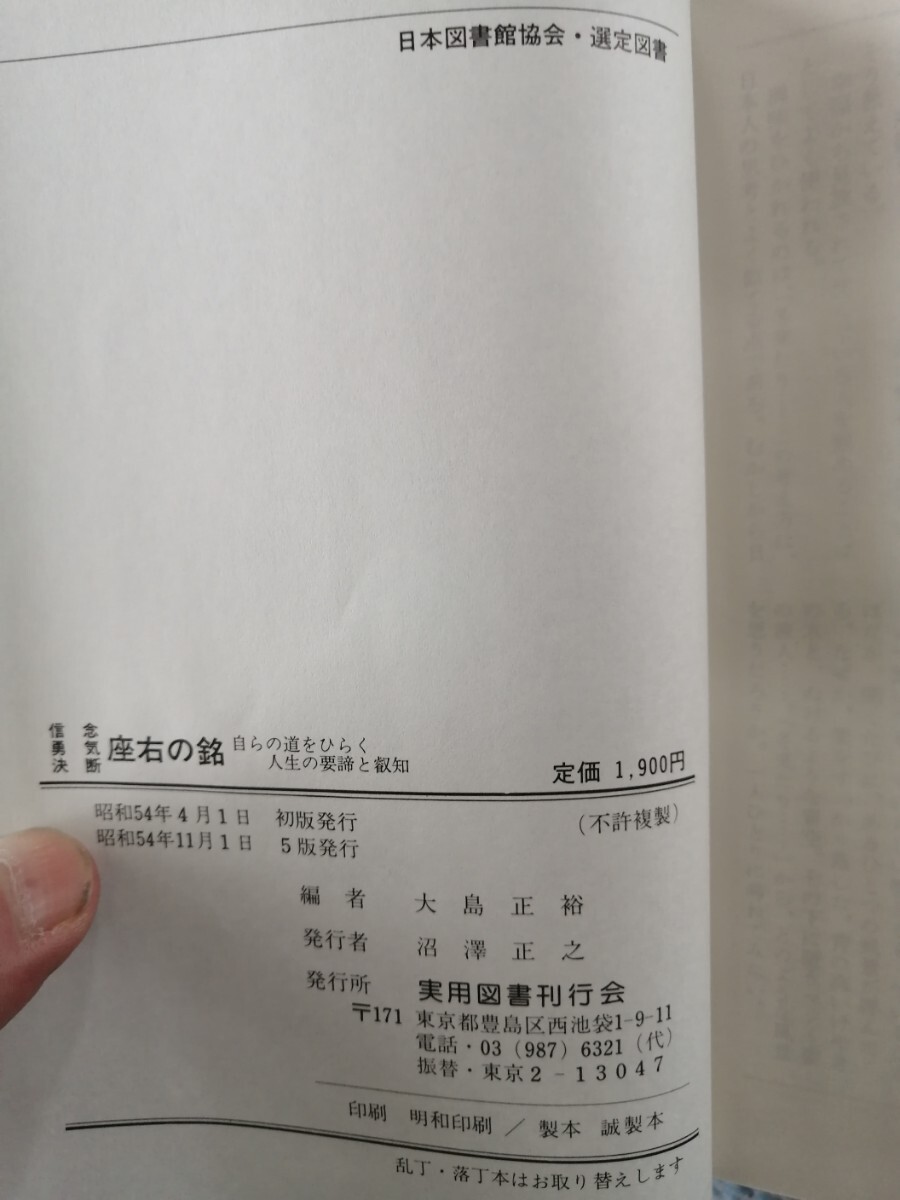 日本図書館協会・選定図書
信念
勇気
決断
座右の銘 自らの道をひらく
人生の要諦と叡知
定価 1,900円
昭和54年4月1日 初版発行 (不許複製)
昭和54年11月1日 5版発行
編者 大島正裕
発行者 沼澤正之
発行所 実用図書刊行会
〒171 東京都豊島区西池袋1-9-11
電話・03 (987) 6321 (代)
振替・東京2-13047
印刷 明和印刷 / 製本 誠製本
乱丁・落丁本はお取り替えします